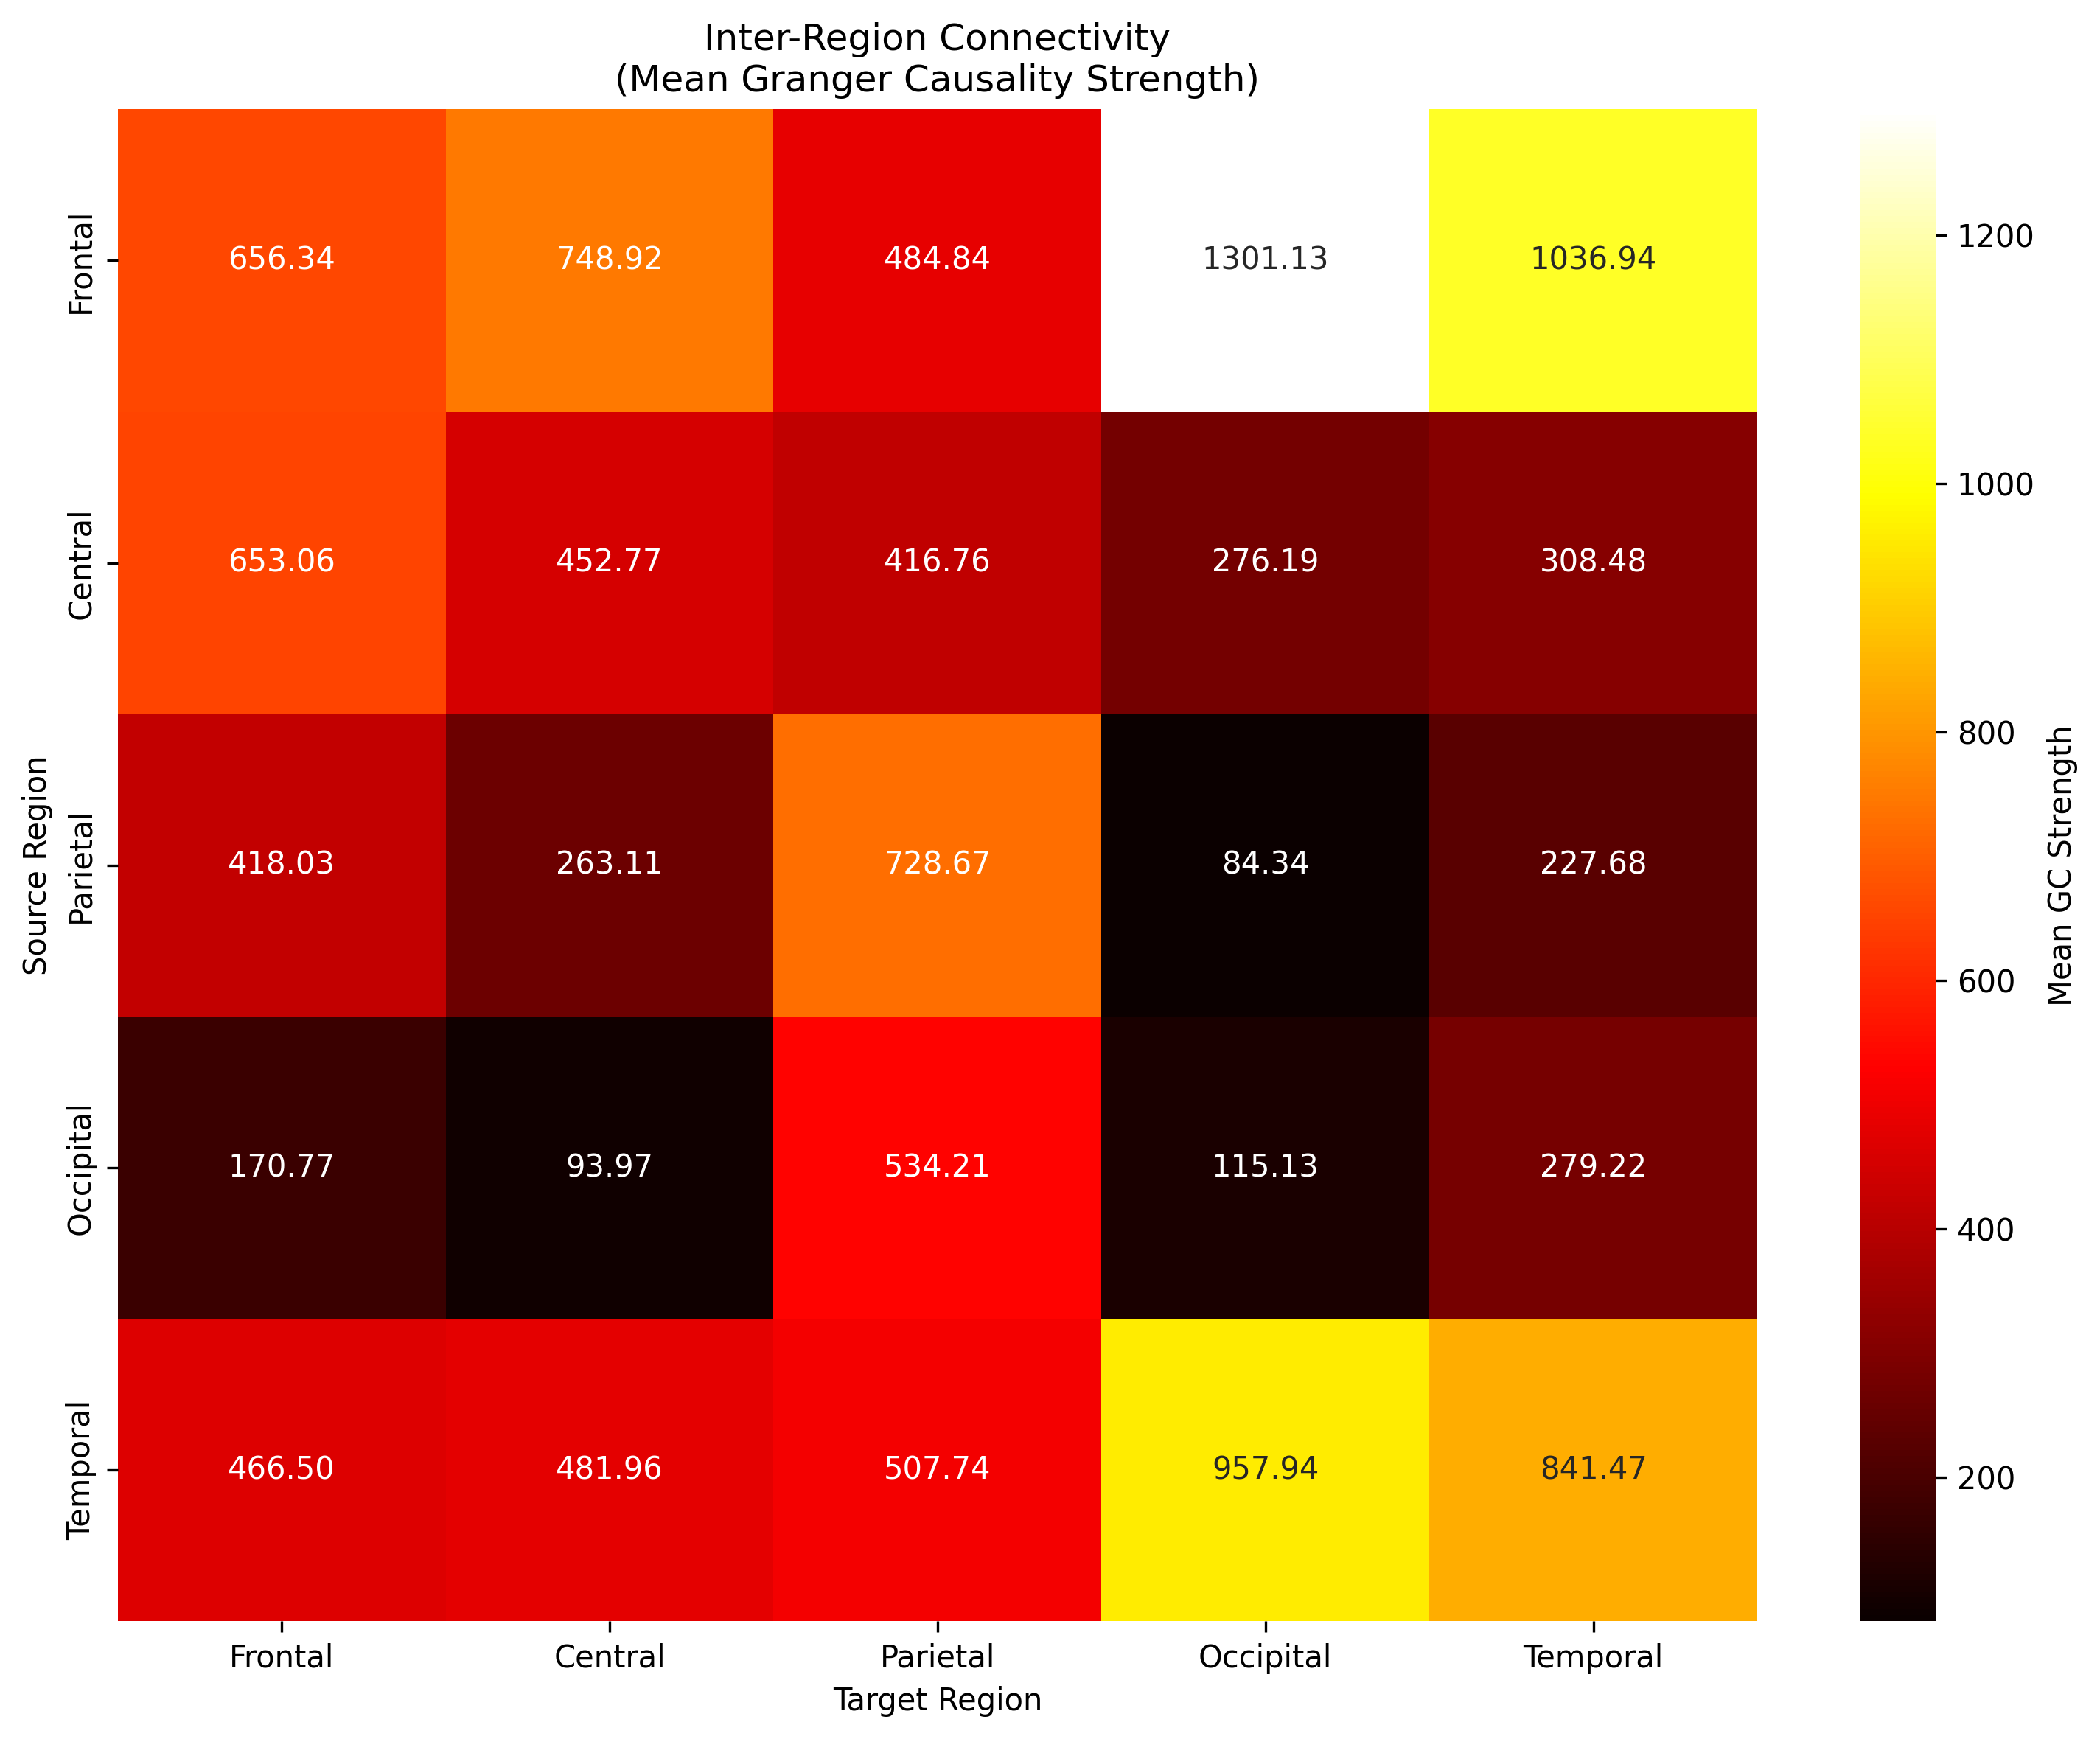 Inter-Region Connectivity
(Mean Granger Causality Strength)
Source Region
Frontal
656.34 748.92 484.84 1301.13 1036.94
Central
653.06 452.77 416.76 276.19 308.48
Parietal
418.03 263.11 728.67 84.34 227.68
Occipital
170.77 93.97 534.21 115.13 279.22
Temporal
466.50 481.96 507.74 957.94 841.47
Frontal Central Parietal Occipital Temporal
Target Region
1200
1000
800
600
400
200
Mean GC Strength